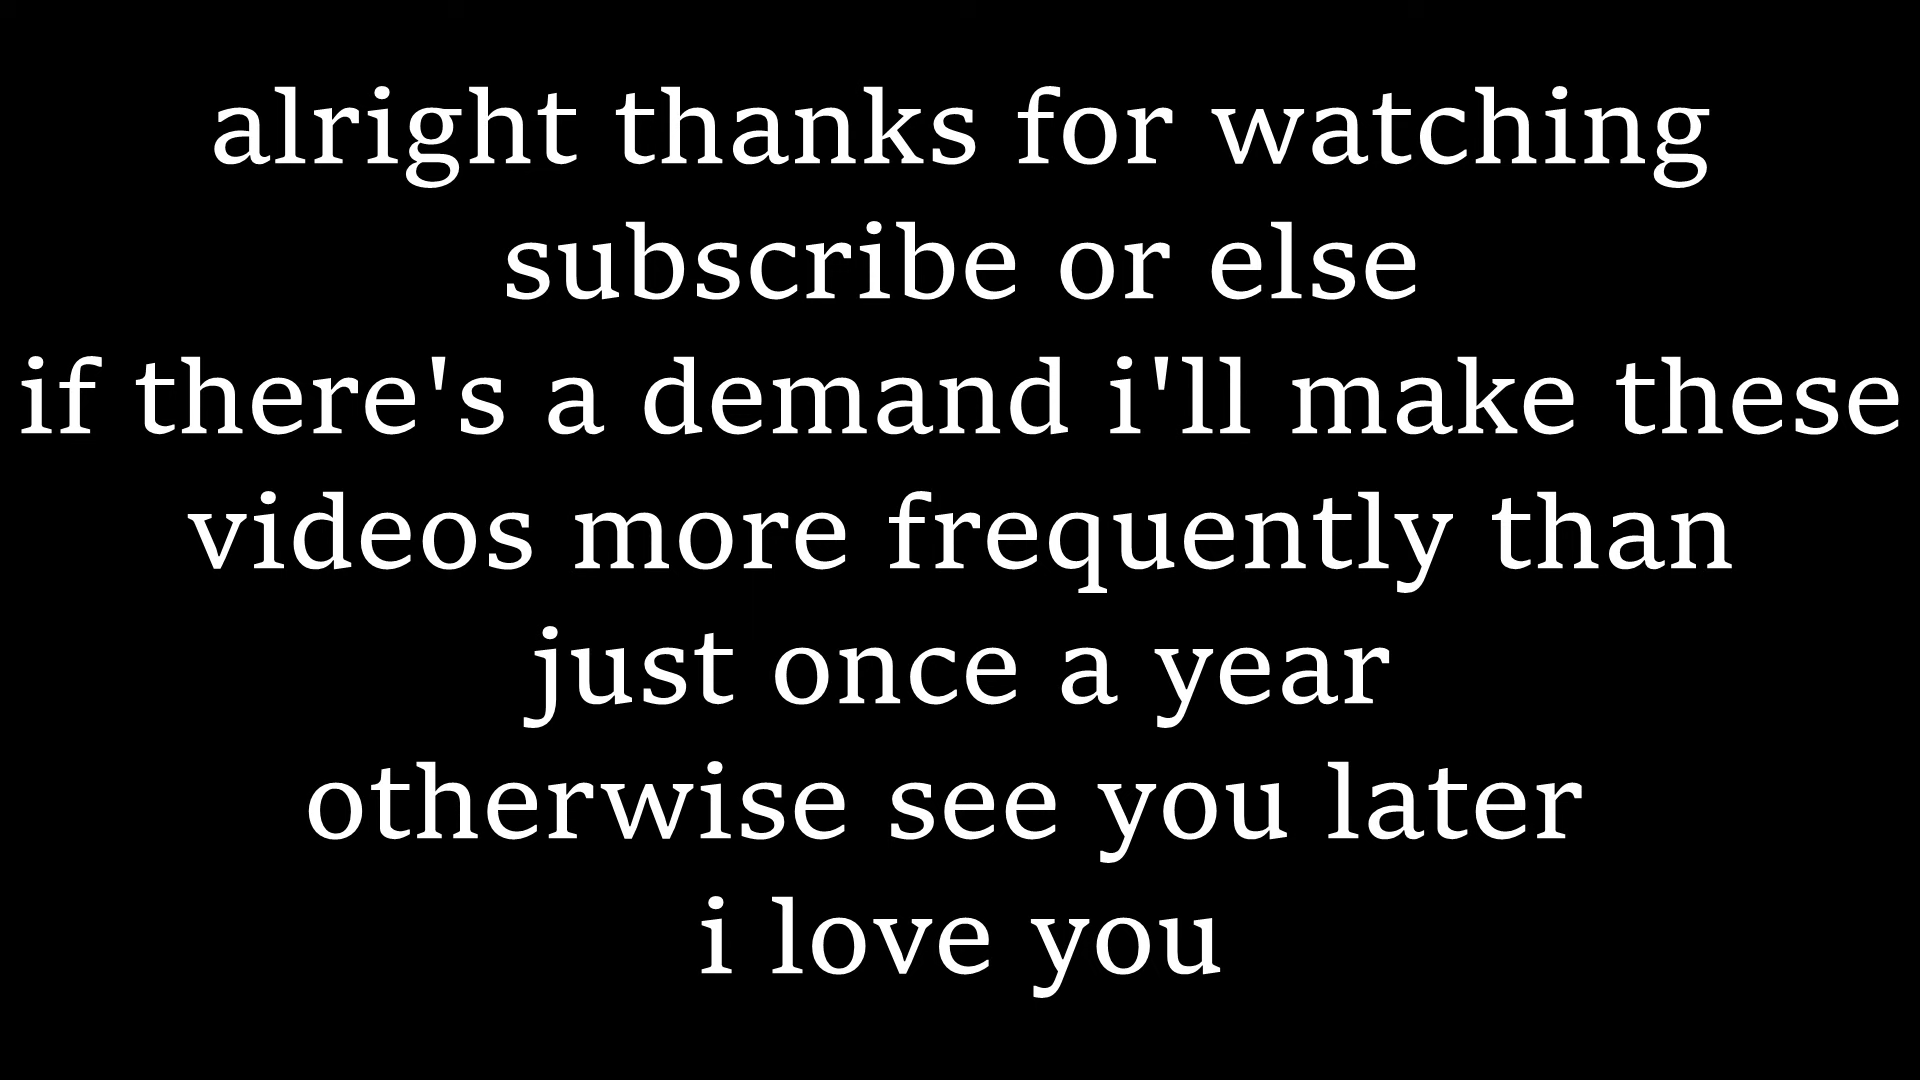 alright thanks for watching
subscribe or else
if there's a demand i'll make these
videos more frequently than
just once a year
otherwise see you later
i love you